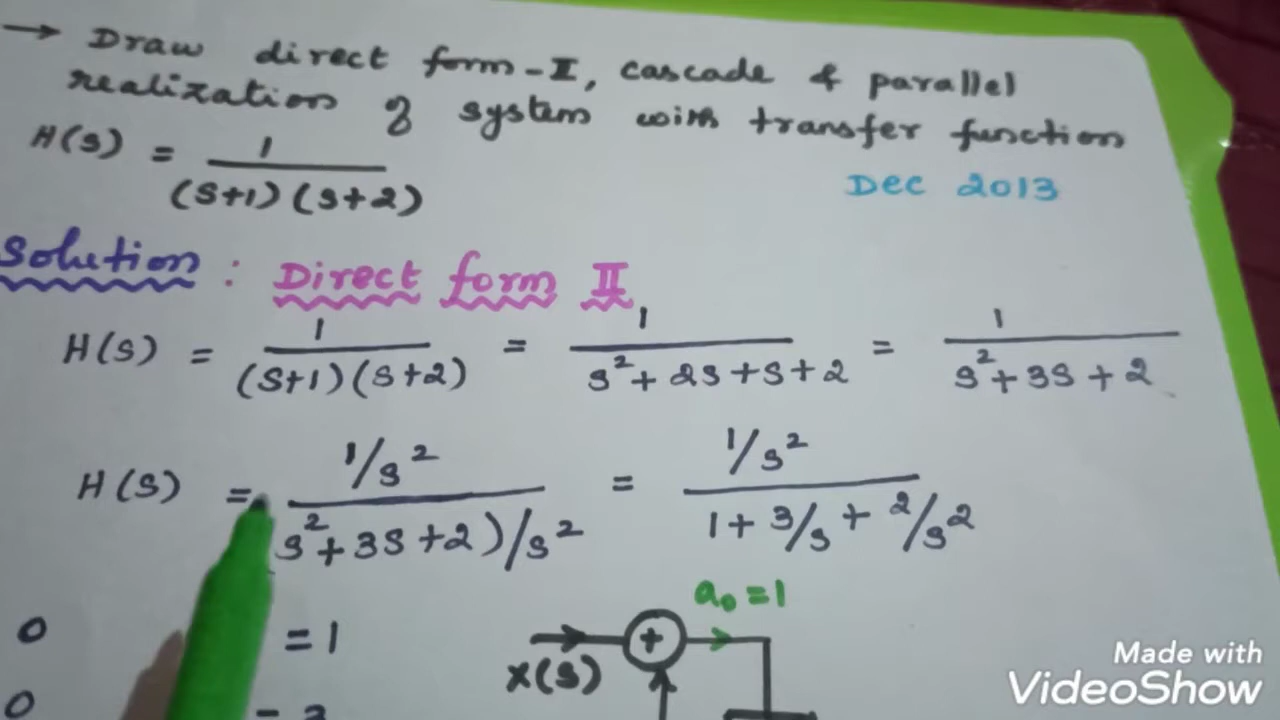 → Draw direct form-II, cascade & parallel
realization of system with transfer function
H(s) = 1/((s+1)(s+2))
Dec 2013
Solution : Direct form II
H(s) = 1/((s+1)(s+2)) = 1/(s²+2s+s+2) = 1/(s²+3s+2)
H(s) = (1/s²)/(s²+3s+2)/s² = (1/s²)/(1+3/s+2/s²)
a₀=1
0 =1
X(s) +
0
Made with
VideoShow